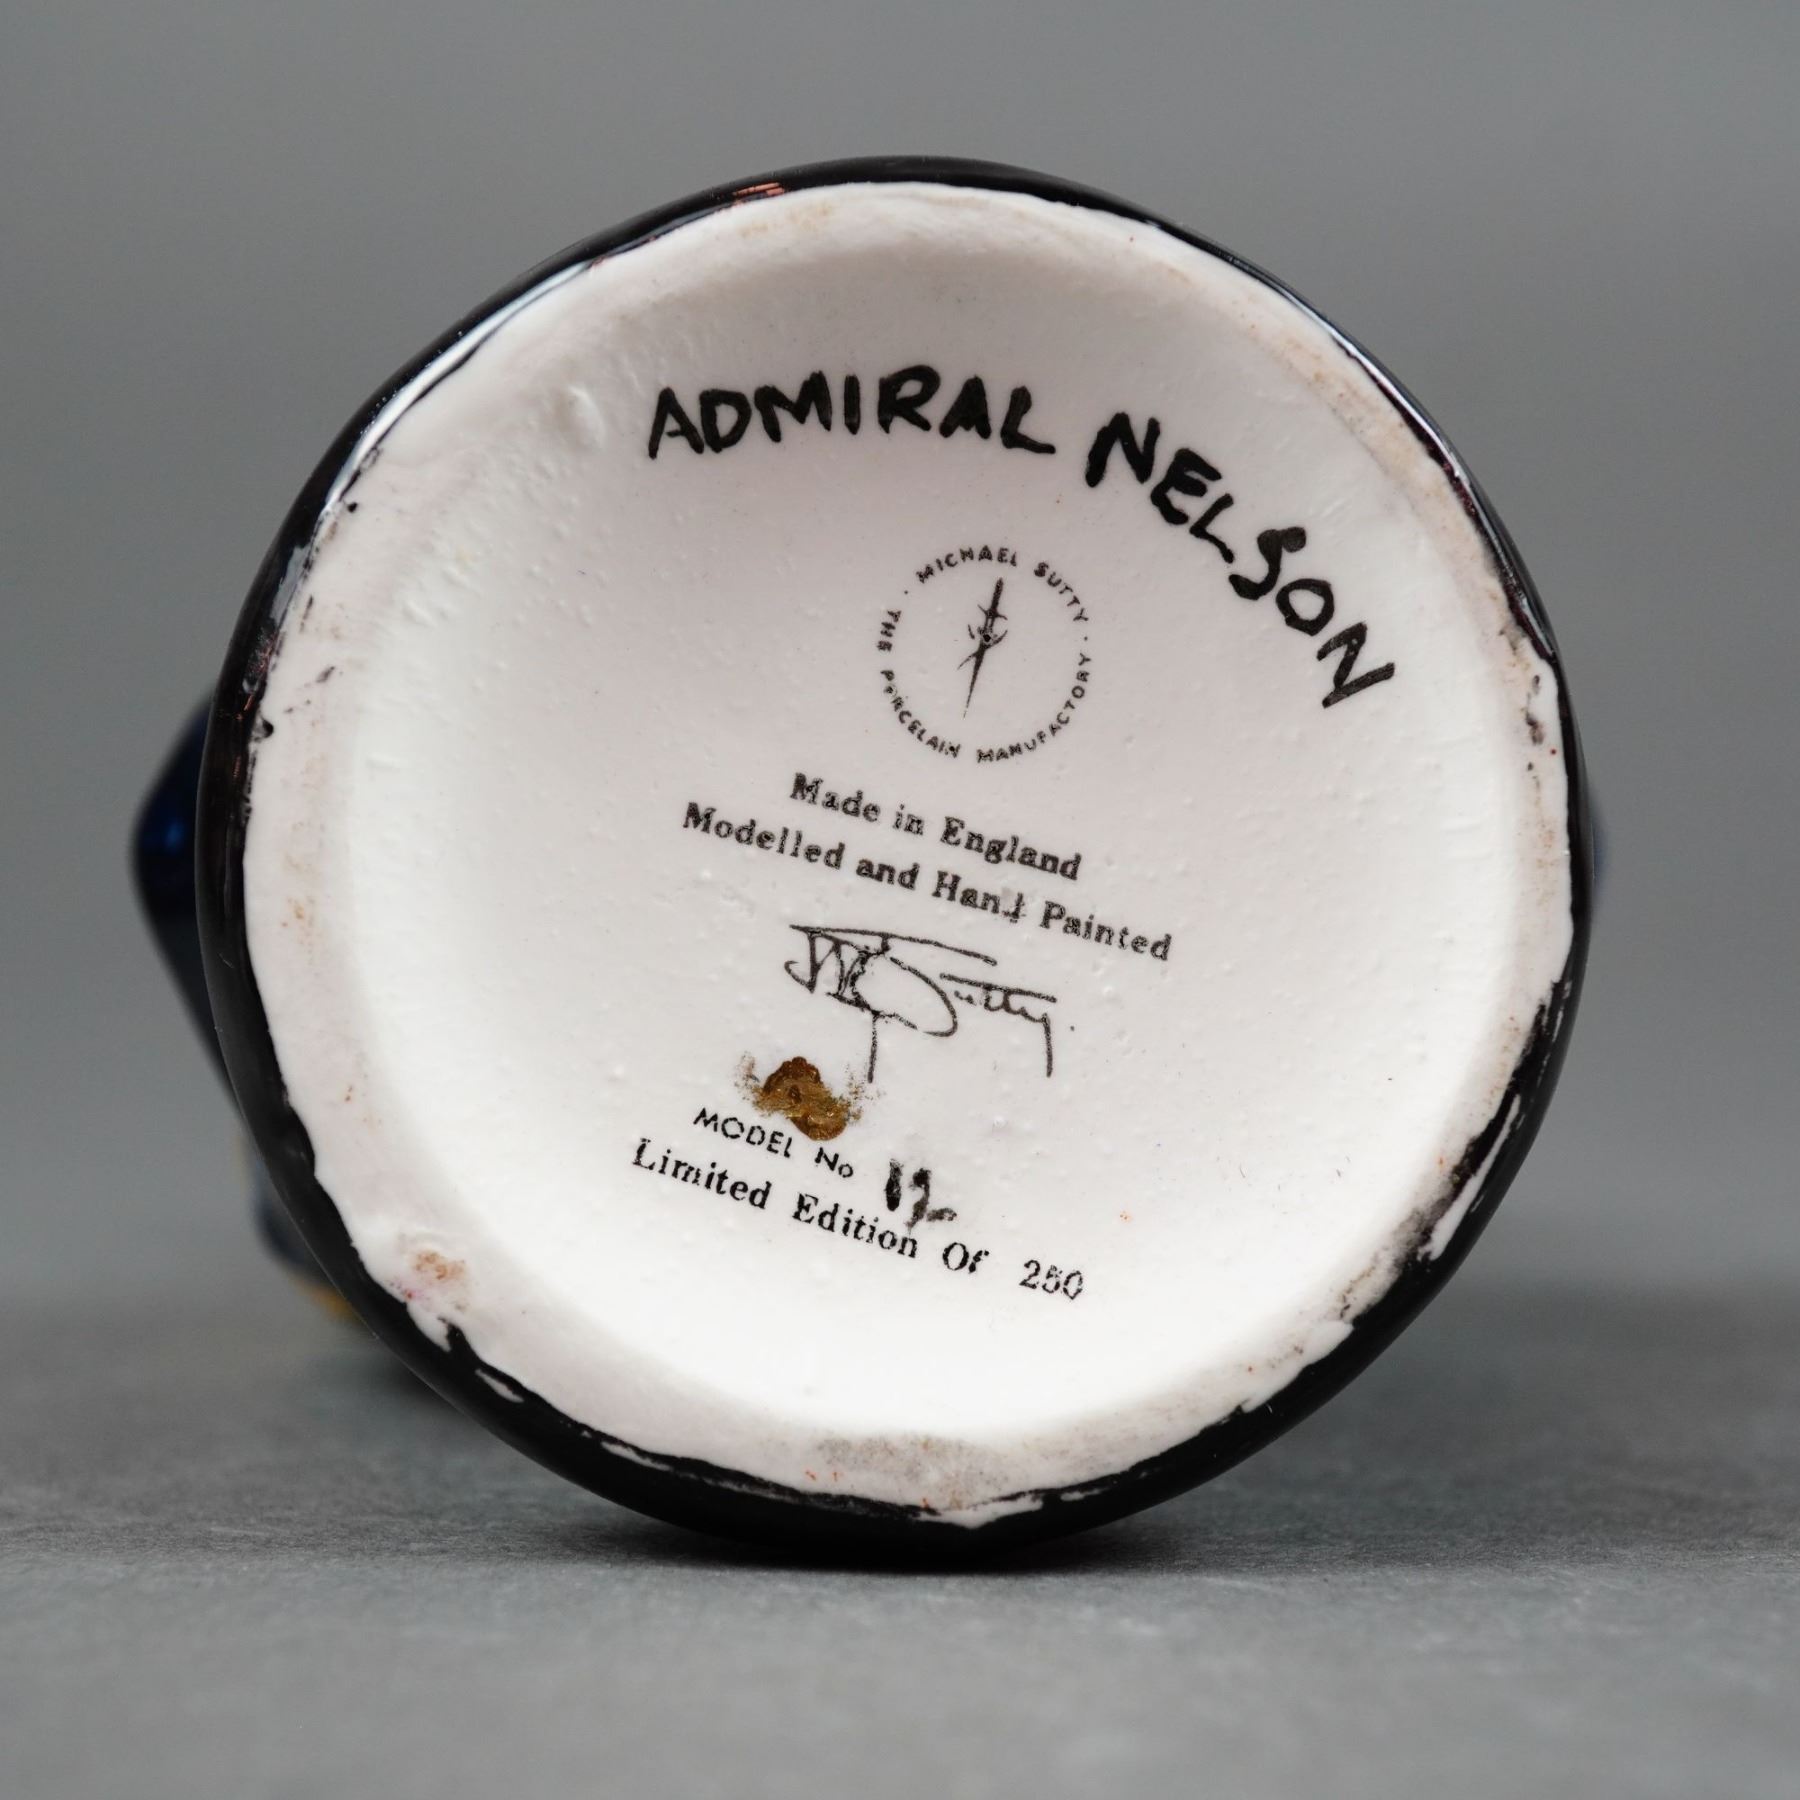 ADMIRAL NELSON
MICHAEL SUTTY · THE PORCELAIN MANUFACTORY ·
Made in England
Modelled and Hand Painted
M Sutty.
MODEL No 12
Limited Edition Of 250